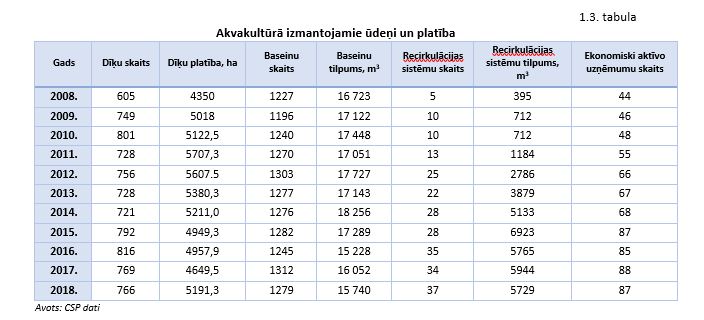 1.3. tabula
Akvakultūrā izmantojamie ūdeņi un platība
Gads Dīķu skaits Dīķu platība, ha Baseinu skaits Baseinu tilpums, m³ Recirkulācijas sistēmu skaits Recirkulācijas sistēmu tilpums, m³ Ekonomiski aktīvo uzņēmumu skaits
2008. 605 4350 1227 16 723 5 395 44
2009. 749 5018 1196 17 122 10 712 46
2010. 801 5122,5 1240 17 448 10 712 48
2011. 728 5707,3 1270 17 051 13 1184 55
2012. 756 5607.5 1303 17 727 25 2786 66
2013. 728 5380,3 1277 17 143 22 3879 67
2014. 721 5211,0 1276 18 256 28 5133 68
2015. 792 4949,3 1282 17 289 28 6923 87
2016. 816 4957,9 1245 15 228 35 5765 85
2017. 769 4649,5 1312 16 052 34 5944 88
2018. 766 5191,3 1279 15 740 37 5729 87
Avots: CSP dati